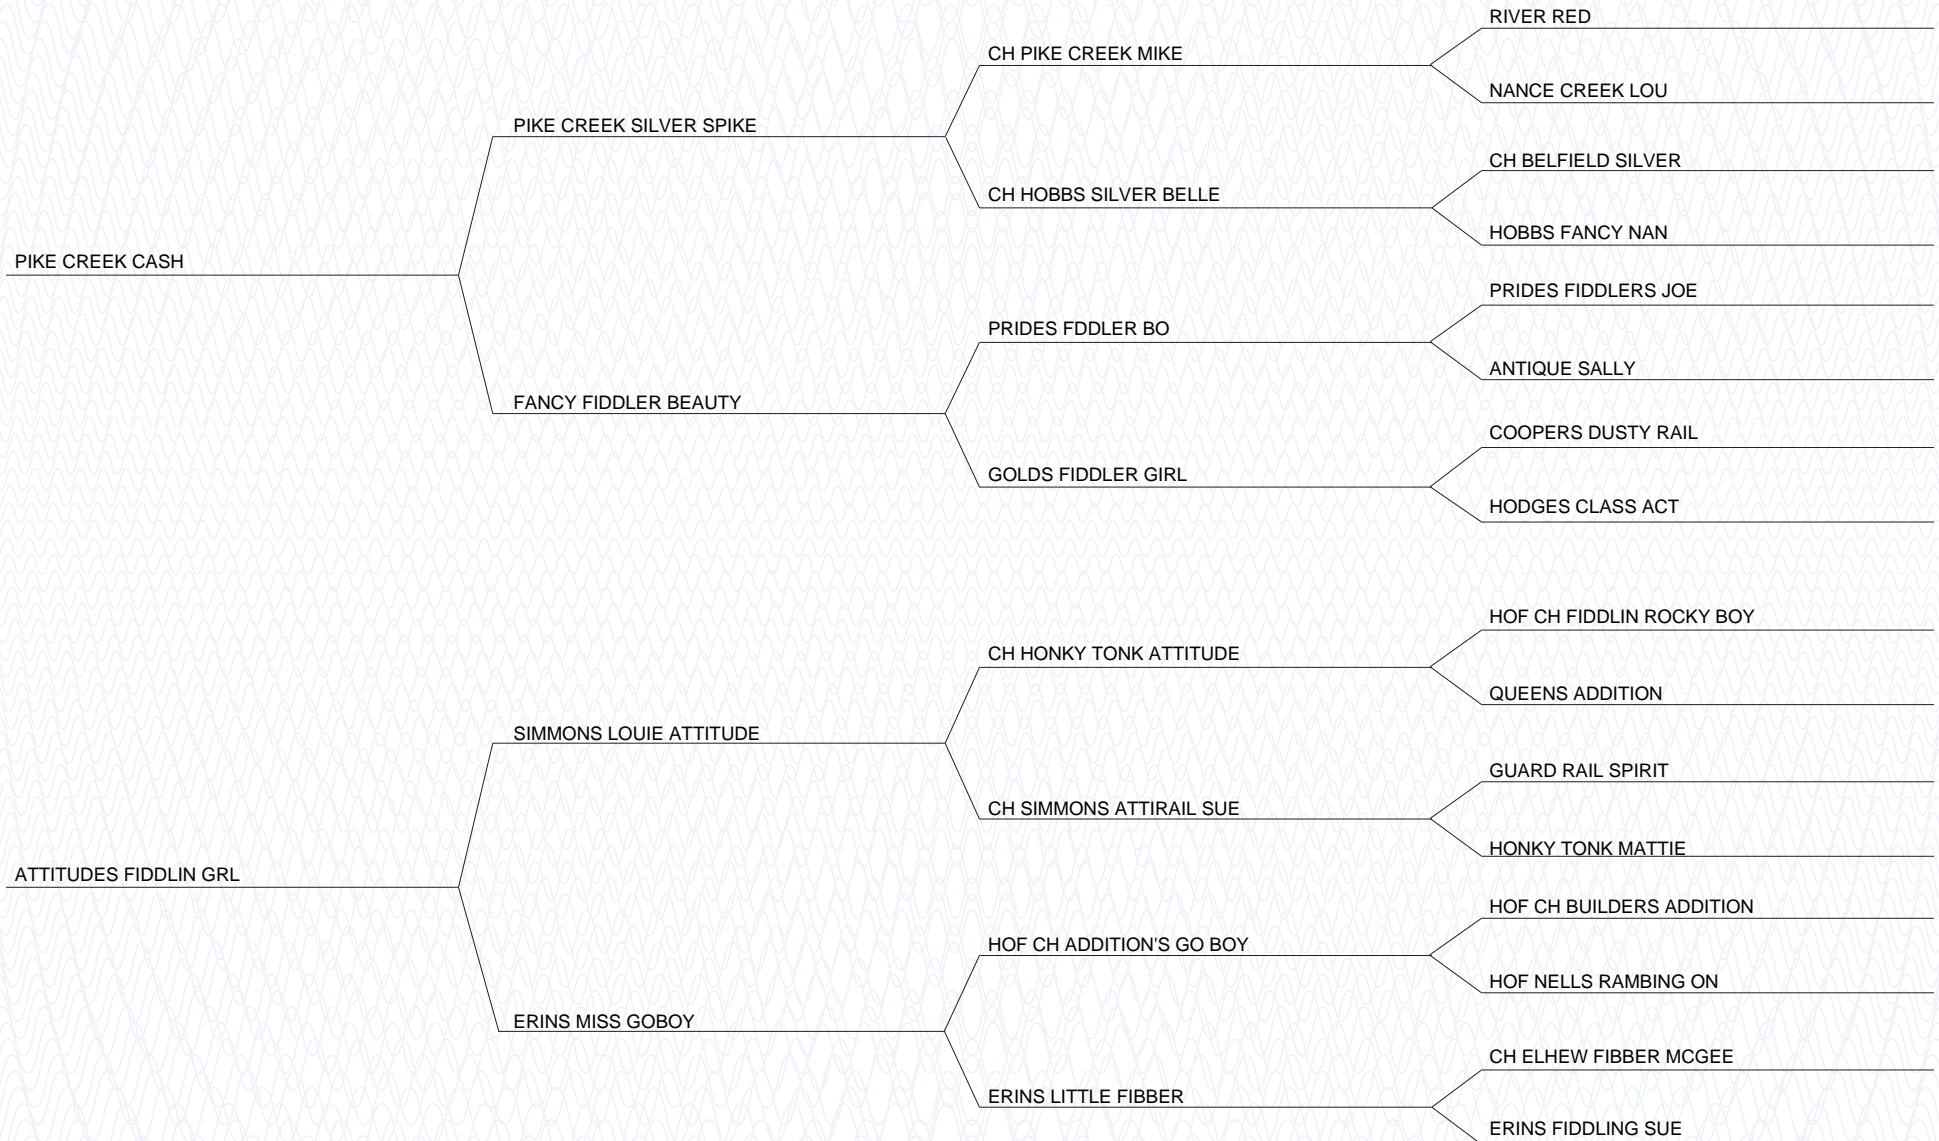 RIVER RED
CH PIKE CREEK MIKE
NANCE CREEK LOU
PIKE CREEK SILVER SPIKE
CH BELFIELD SILVER
CH HOBBS SILVER BELLE
HOBBS FANCY NAN
PIKE CREEK CASH
PRIDES FIDDLERS JOE
PRIDES FDDLER BO
ANTIQUE SALLY
FANCY FIDDLER BEAUTY
COOPERS DUSTY RAIL
GOLDS FIDDLER GIRL
HODGES CLASS ACT
HOF CH FIDDLIN ROCKY BOY
CH HONKY TONK ATTITUDE
QUEENS ADDITION
SIMMONS LOUIE ATTITUDE
GUARD RAIL SPIRIT
CH SIMMONS ATTIRAIL SUE
HONKY TONK MATTIE
ATTITUDES FIDDLIN GRL
HOF CH BUILDERS ADDITION
HOF CH ADDITION'S GO BOY
HOF NELLS RAMBING ON
ERINS MISS GOBOY
CH ELHEW FIBBER MCGEE
ERINS LITTLE FIBBER
ERINS FIDDLING SUE